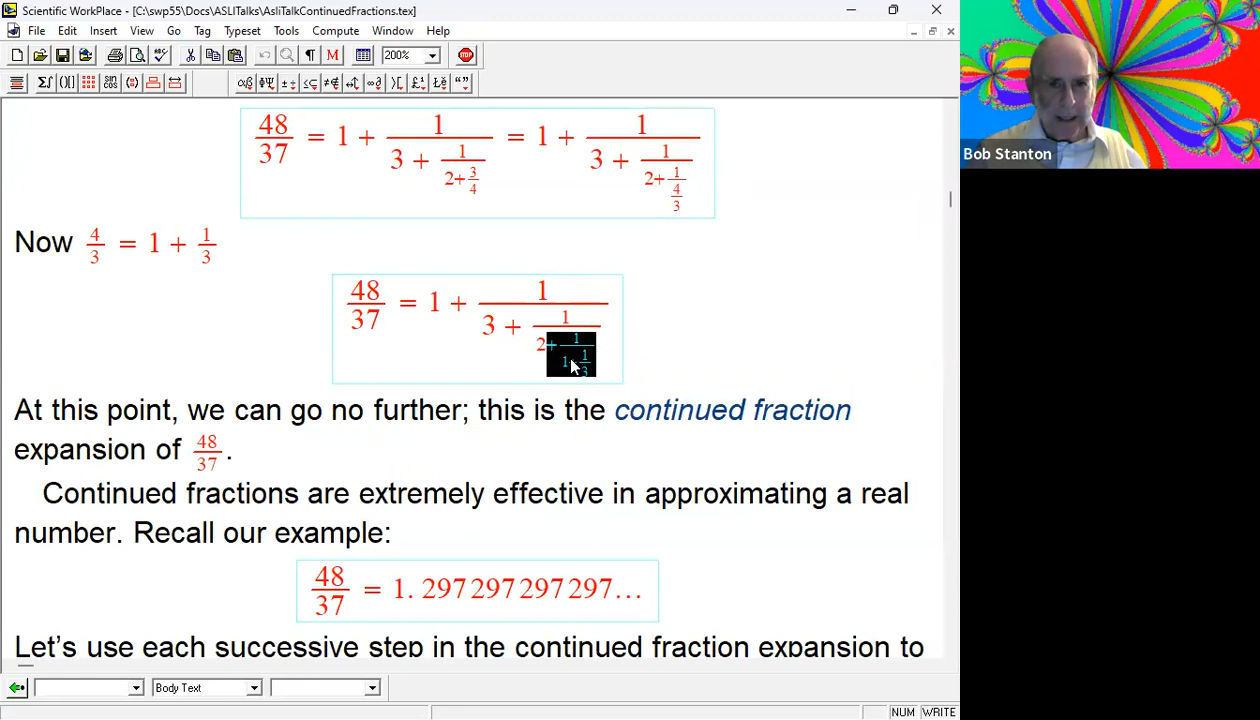 Scientific WorkPlace - [C:\swp55\Docs\ASLITalks\AsliTalkContinuedFractions.tex]
File Edit Insert View Go Tag Typeset Tools Compute Window Help
200% STOP
48/37 = 1 + 1/(3 + 1/(2+3/4)) = 1 + 1/(3 + 1/(2+1/(4/3)))
Bob Stanton
Now 4/3 = 1 + 1/3
48/37 = 1 + 1/(3 + 1/(2+1/(1+1/3)))
At this point, we can go no further; this is the continued fraction
expansion of 48/37.
Continued fractions are extremely effective in approximating a real
number. Recall our example:
48/37 = 1. 297 297 297 297...
Let's use each successive step in the continued fraction expansion to
Body Text
NUM WRITE